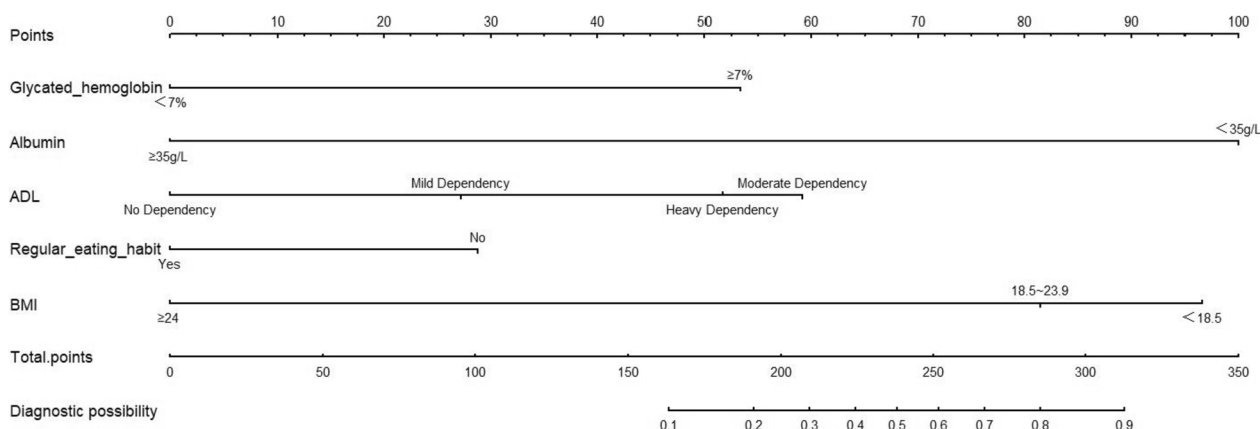 Points 0 10 20 30 40 50 60 70 80 90 100
Glycated_hemoglobin ≥7%
<7%
Albumin <35g/L
≥35g/L
ADL Mild Dependency Moderate Dependency
No Dependency Heavy Dependency
Regular_eating_habit No
Yes
BMI 18.5~23.9
≥24 <18.5
Total.points
0 50 100 150 200 250 300 350
Diagnostic possibility
0.1 0.2 0.3 0.4 0.5 0.6 0.7 0.8 0.9